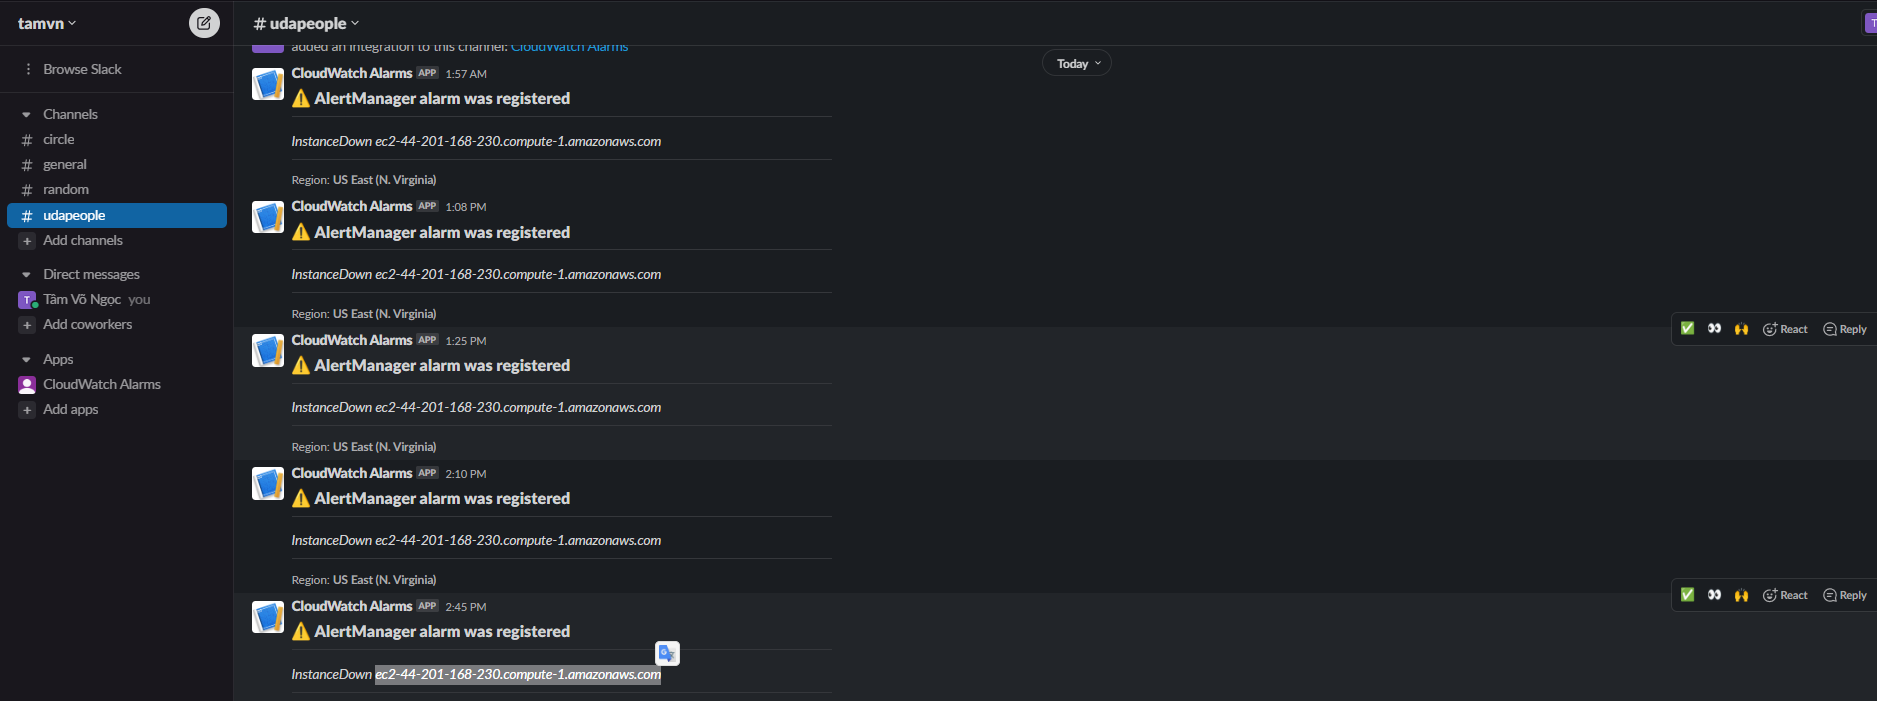 tamvn
Browse Slack
Channels
# circle
# general
# random
# udapeople
+ Add channels
Direct messages
T Tâm Võ Ngọc you
+ Add coworkers
Apps
CloudWatch Alarms
+ Add apps
# udapeople
T
added an integration to this channel: CloudWatch Alarms
Today
CloudWatch Alarms APP 1:57 AM
AlertManager alarm was registered
InstanceDown ec2-44-201-168-230.compute-1.amazonaws.com
Region: US East (N. Virginia)
CloudWatch Alarms APP 1:08 PM
AlertManager alarm was registered
InstanceDown ec2-44-201-168-230.compute-1.amazonaws.com
Region: US East (N. Virginia)
React Reply
CloudWatch Alarms APP 1:25 PM
AlertManager alarm was registered
InstanceDown ec2-44-201-168-230.compute-1.amazonaws.com
Region: US East (N. Virginia)
CloudWatch Alarms APP 2:10 PM
AlertManager alarm was registered
InstanceDown ec2-44-201-168-230.compute-1.amazonaws.com
Region: US East (N. Virginia)
React Reply
CloudWatch Alarms APP 2:45 PM
AlertManager alarm was registered
InstanceDown ec2-44-201-168-230.compute-1.amazonaws.com